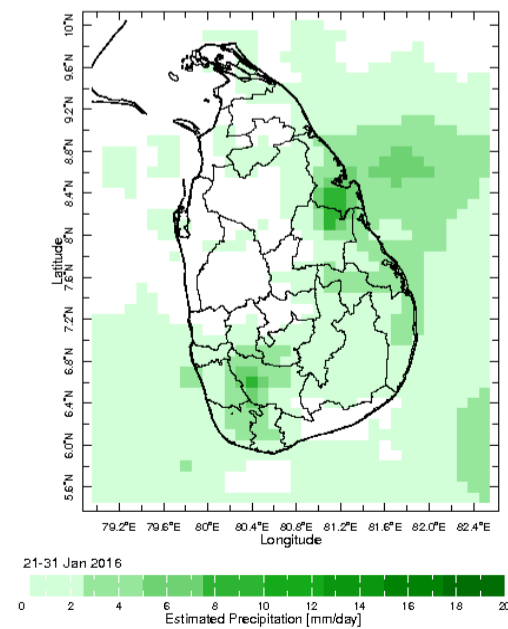 10°N
9.6°N
9.2°N
8.8°N
8.4°N
8°N
7.6°N
7.2°N
6.8°N
6.4°N
6.0°N
5.6°N
Latitude
79.2°E 79.6°E 80°E 80.4°E 80.8°E 81.2°E 81.6°E 82.0°E 82.4°E
Longitude
21-31 Jan 2016
0 2 4 6 8 10 12 14 16 18 20
Estimated Precipitation [mm/day]